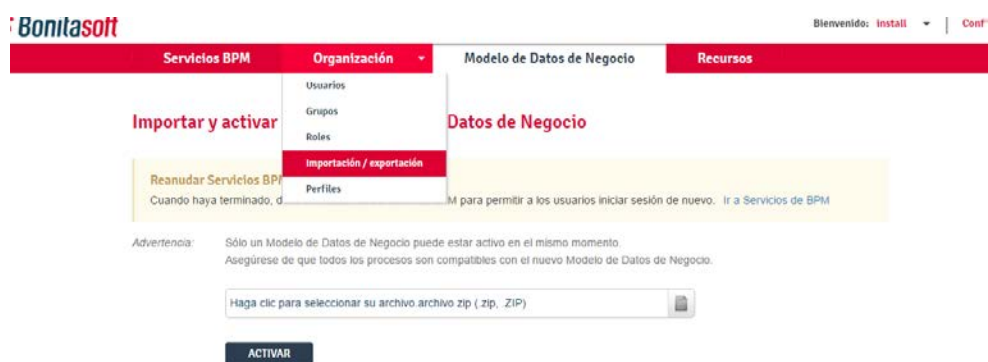 Bonitasoft
Bienvenido: install
Conf
Servicios BPM
Organización
Modelo de Datos de Negocio
Recursos
Usuarios
Grupos
Roles
Importación / exportación
Perfiles
Importar y activar Datos de Negocio
Reanudar Servicios BP
Cuando haya terminado, d M para permitir a los usuarios iniciar sesión de nuevo. Ir a Servicios de BPM
Advertencia: Sólo un Modelo de Datos de Negocio puede estar activo en el mismo momento.
Asegúrese de que todos los procesos son compatibles con el nuevo Modelo de Datos de Negocio.
Haga clic para seleccionar su archivo.archivo zip (.zip, .ZIP)
ACTIVAR